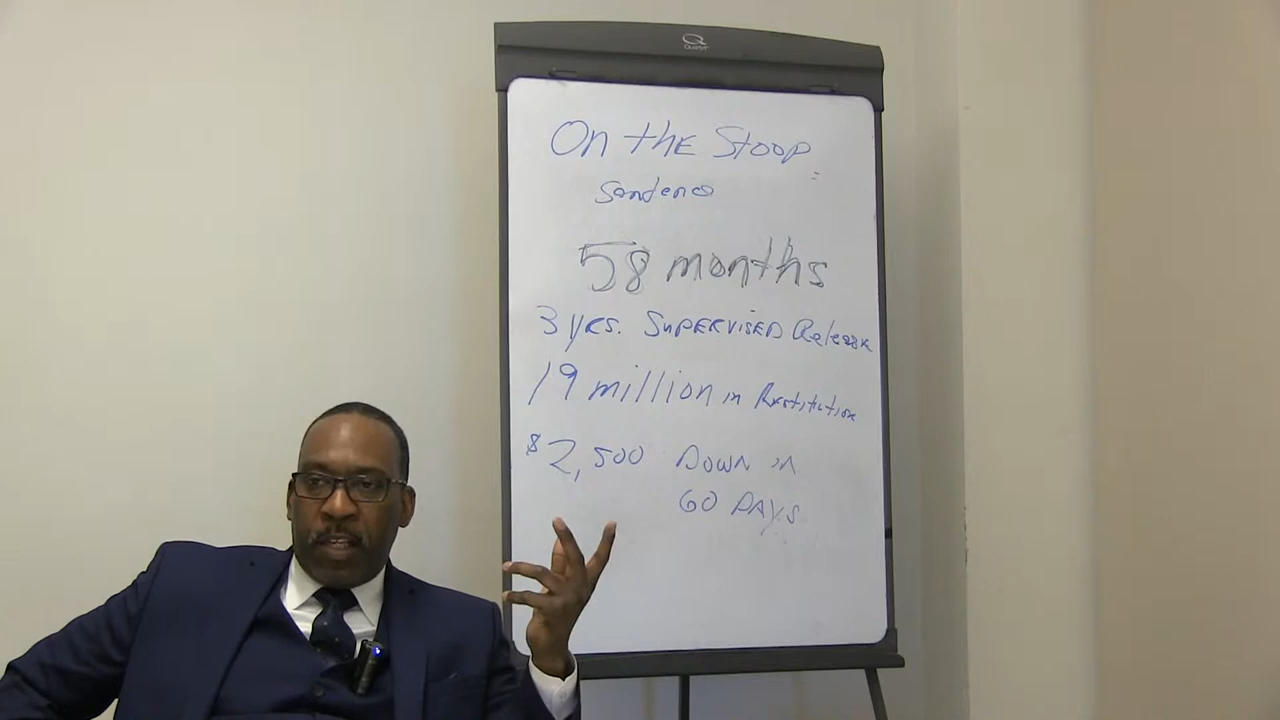 QUEST
On the Stoop
Sentence
58 months
3 yrs. Supervised Release
19 million in Restitution
$2,500 Down in
60 Days